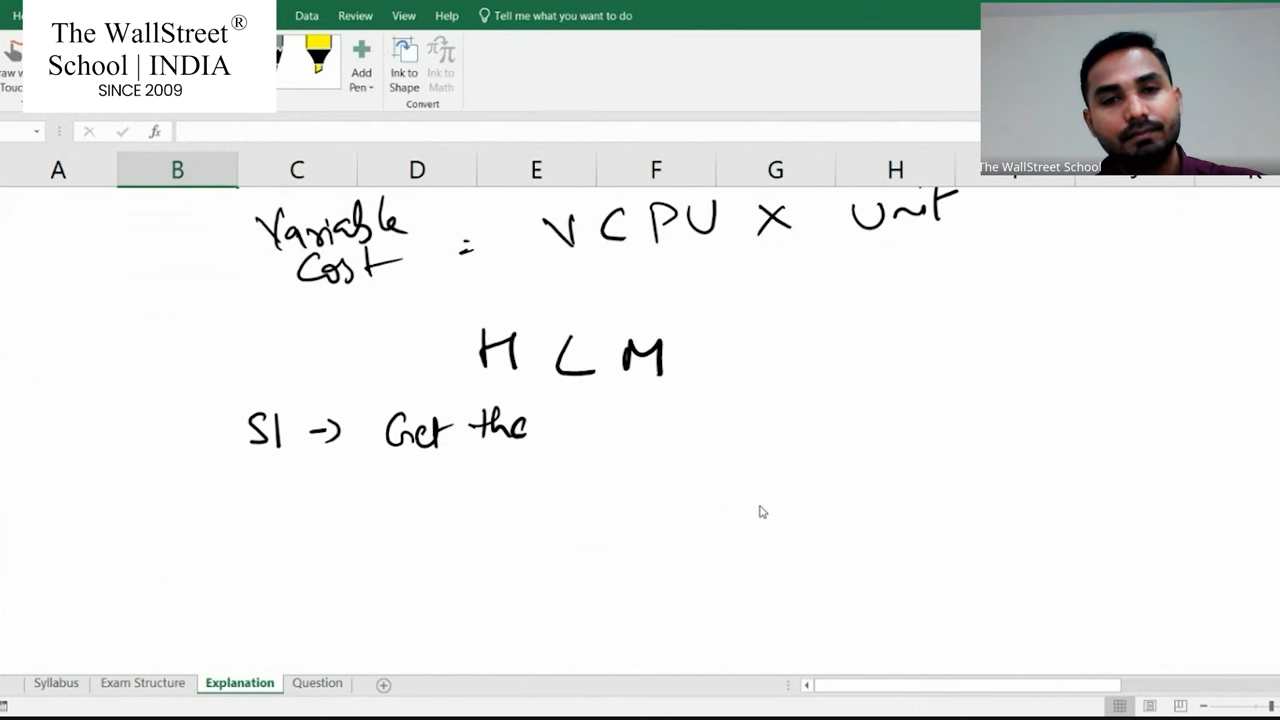 Data Review View Help Tell me what you want to do
The WallStreet®
School | INDIA
SINCE 2009
Add
Pen
Ink to
Shape
Ink to
Math
Convert
fx
The WallStreet School
A B C D E F G H
Variable
Cost = VCPU X Unit
HLM
S1 → Get the
Syllabus Exam Structure Explanation Question